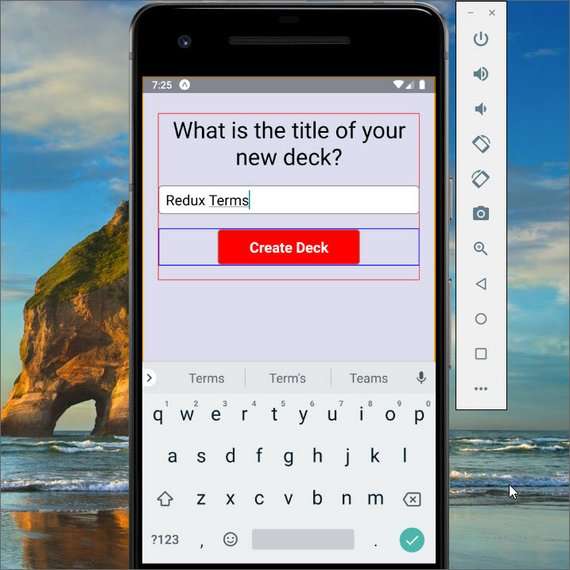 7:25
What is the title of your
new deck?
Redux Terms
Create Deck
Terms Term's Teams
1 2 3 4 5 6 7 8 9 0
q w e r t y u i o p
a s d f g h j k l
z x c v b n m
?123 , .